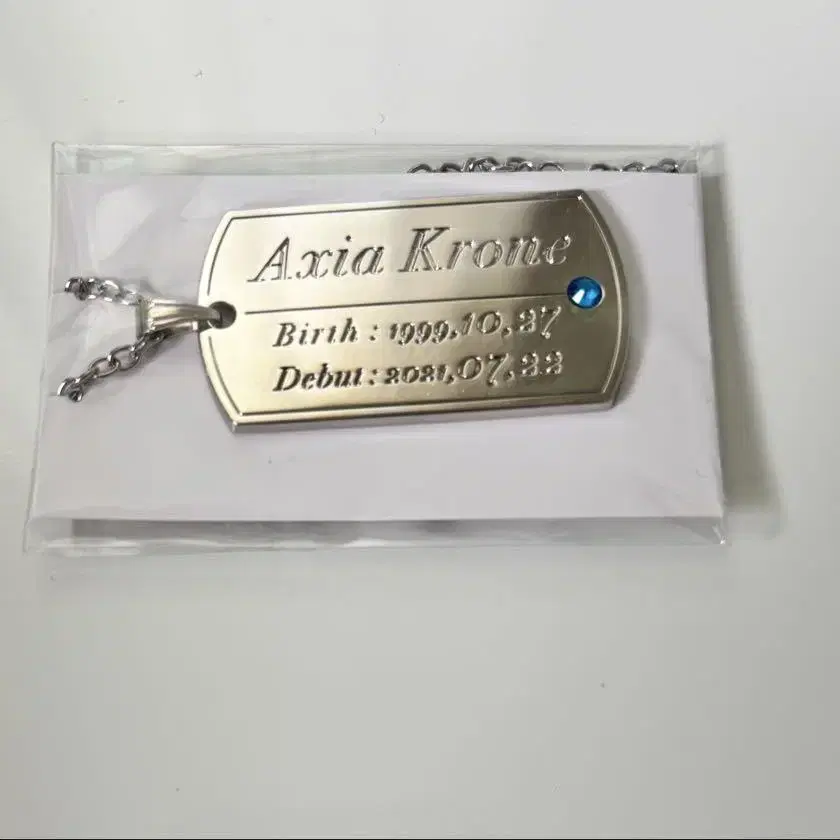 Axia Krone
Birth : 1999.10.27
Debut : 2021.07.22